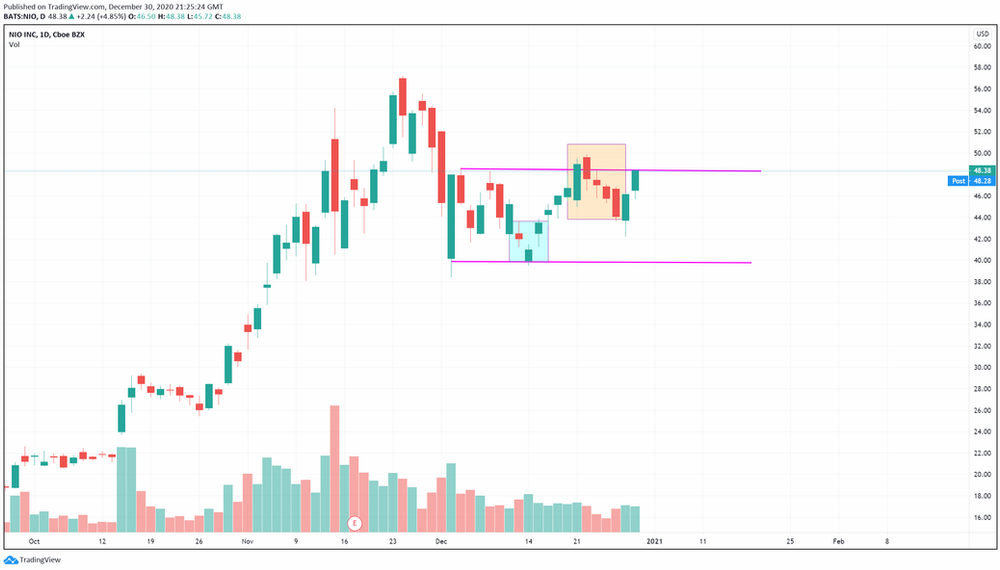 Published on TradingView.com, December 30, 2020 21:25:24 GMT
BATS:NIO, D 48.38 ▲ +2.24 (+4.85%) O:46.50 H:48.38 L:45.72 C:48.38
NIO INC, 1D, Cboe BZX
Vol
USD
60.00
58.00
56.00
54.00
52.00
50.00
48.38
Post 48.28
46.00
44.00
42.00
40.00
38.00
36.00
34.00
32.00
30.00
28.00
26.00
24.00
22.00
20.00
18.00
16.00
E
Oct 12 19 26 Nov 9 16 23 Dec 14 21 2021 11 25 Feb 8
TradingView